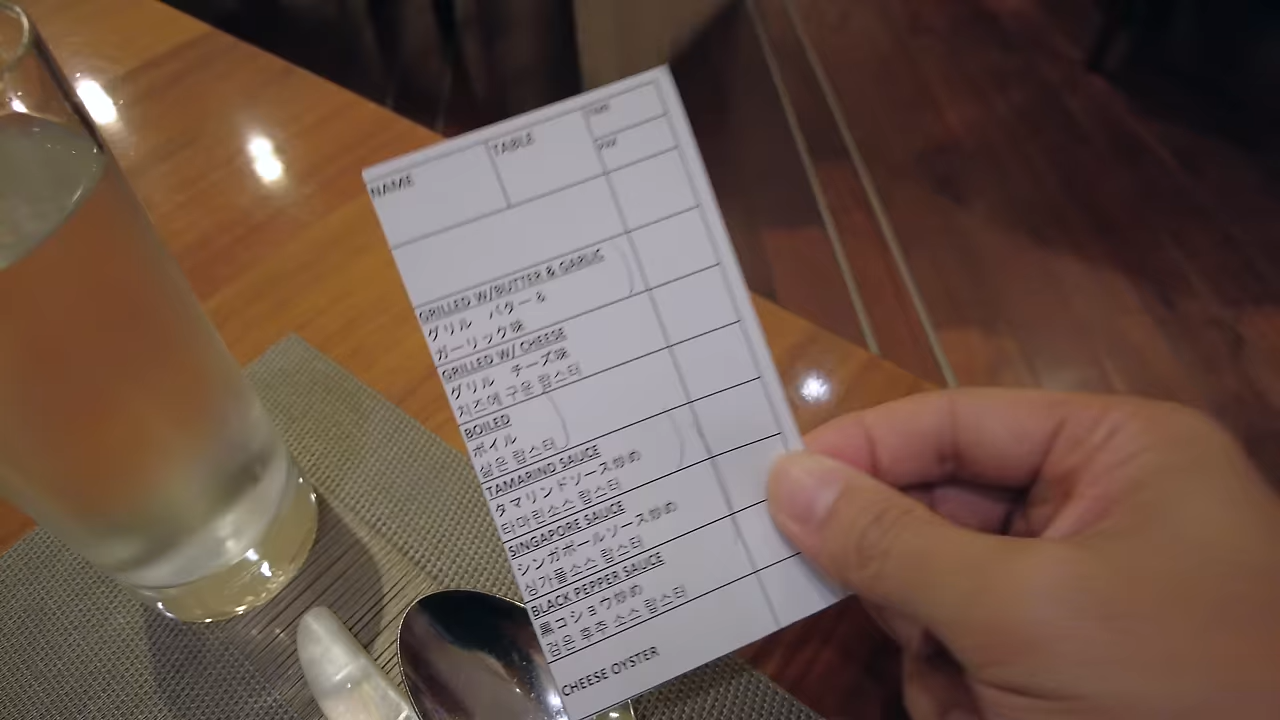 NAME
TABLE
GRILLED W/BUTTER & GARLIC
グリル バター &
ガーリック味
GRILLED W/ CHEESE
グリル チーズ味
치즈에 구운 랍스터
BOILED
ボイル
삶은 랍스터
TAMARIND SAUCE
タマリンドソース炒め
타마린소스 랍스터
SINGAPORE SAUCE
シンガポールソース炒め
싱가폴소스 랍스터
BLACK PEPPER SAUCE
黒コショウ炒め
검은 후추 소스 랍스터
CHEESE OYSTER